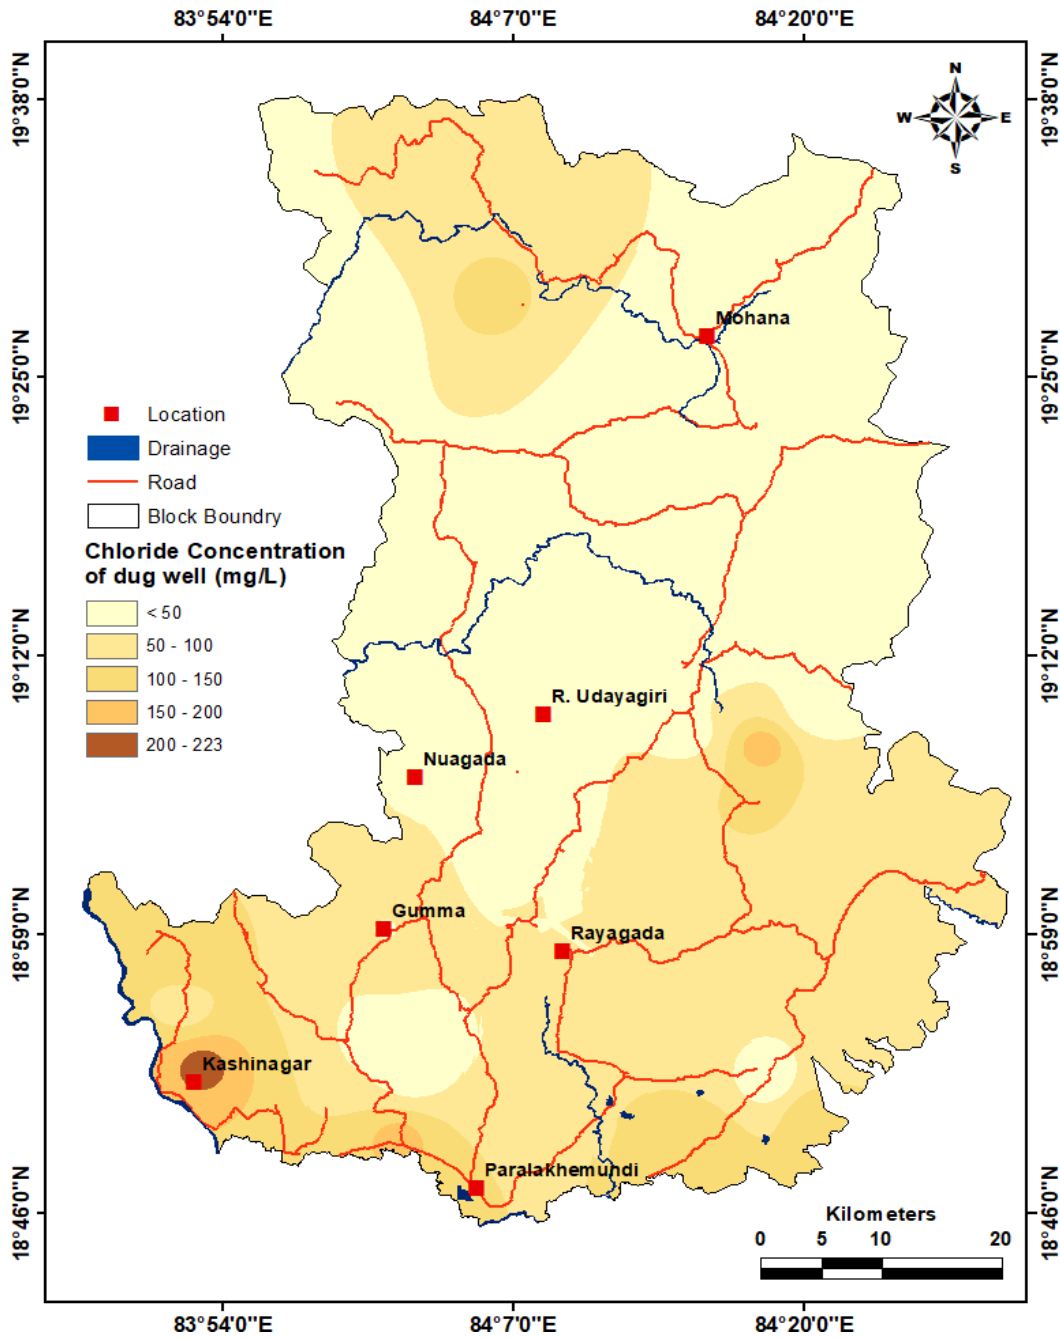 83°54'0"E 84°7'0"E 84°20'0"E
19°38'0"N
19°38'0"N
N
W E
S
Mohana
19°25'0"N
19°25'0"N
Location
Drainage
Road
Block Boundry
Chloride Concentration
of dug well (mg/L)
< 50
50 - 100
100 - 150
150 - 200
200 - 223
19°12'0"N
19°12'0"N
R. Udayagiri
Nuagada
Gumma
Rayagada
18°59'0"N
18°59'0"N
Kashinagar
Paralakhemundi
18°46'0"N
18°46'0"N
Kilometers
0 5 10 20
83°54'0"E 84°7'0"E 84°20'0"E